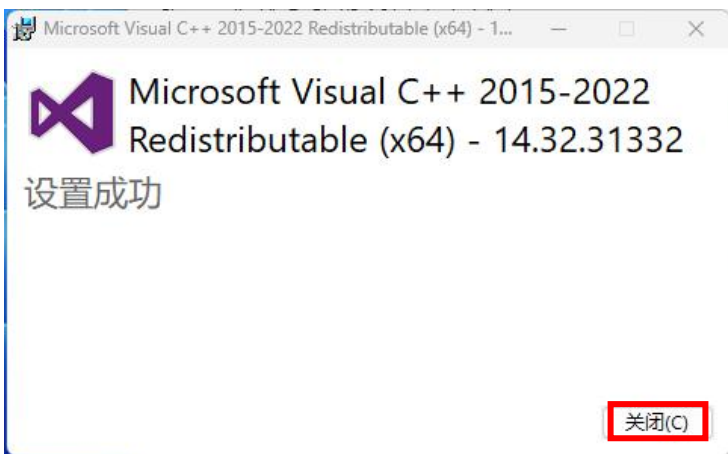 Microsoft Visual C++ 2015-2022 Redistributable (x64) - 1...
Microsoft Visual C++ 2015-2022
Redistributable (x64) - 14.32.31332
设置成功
关闭(C)